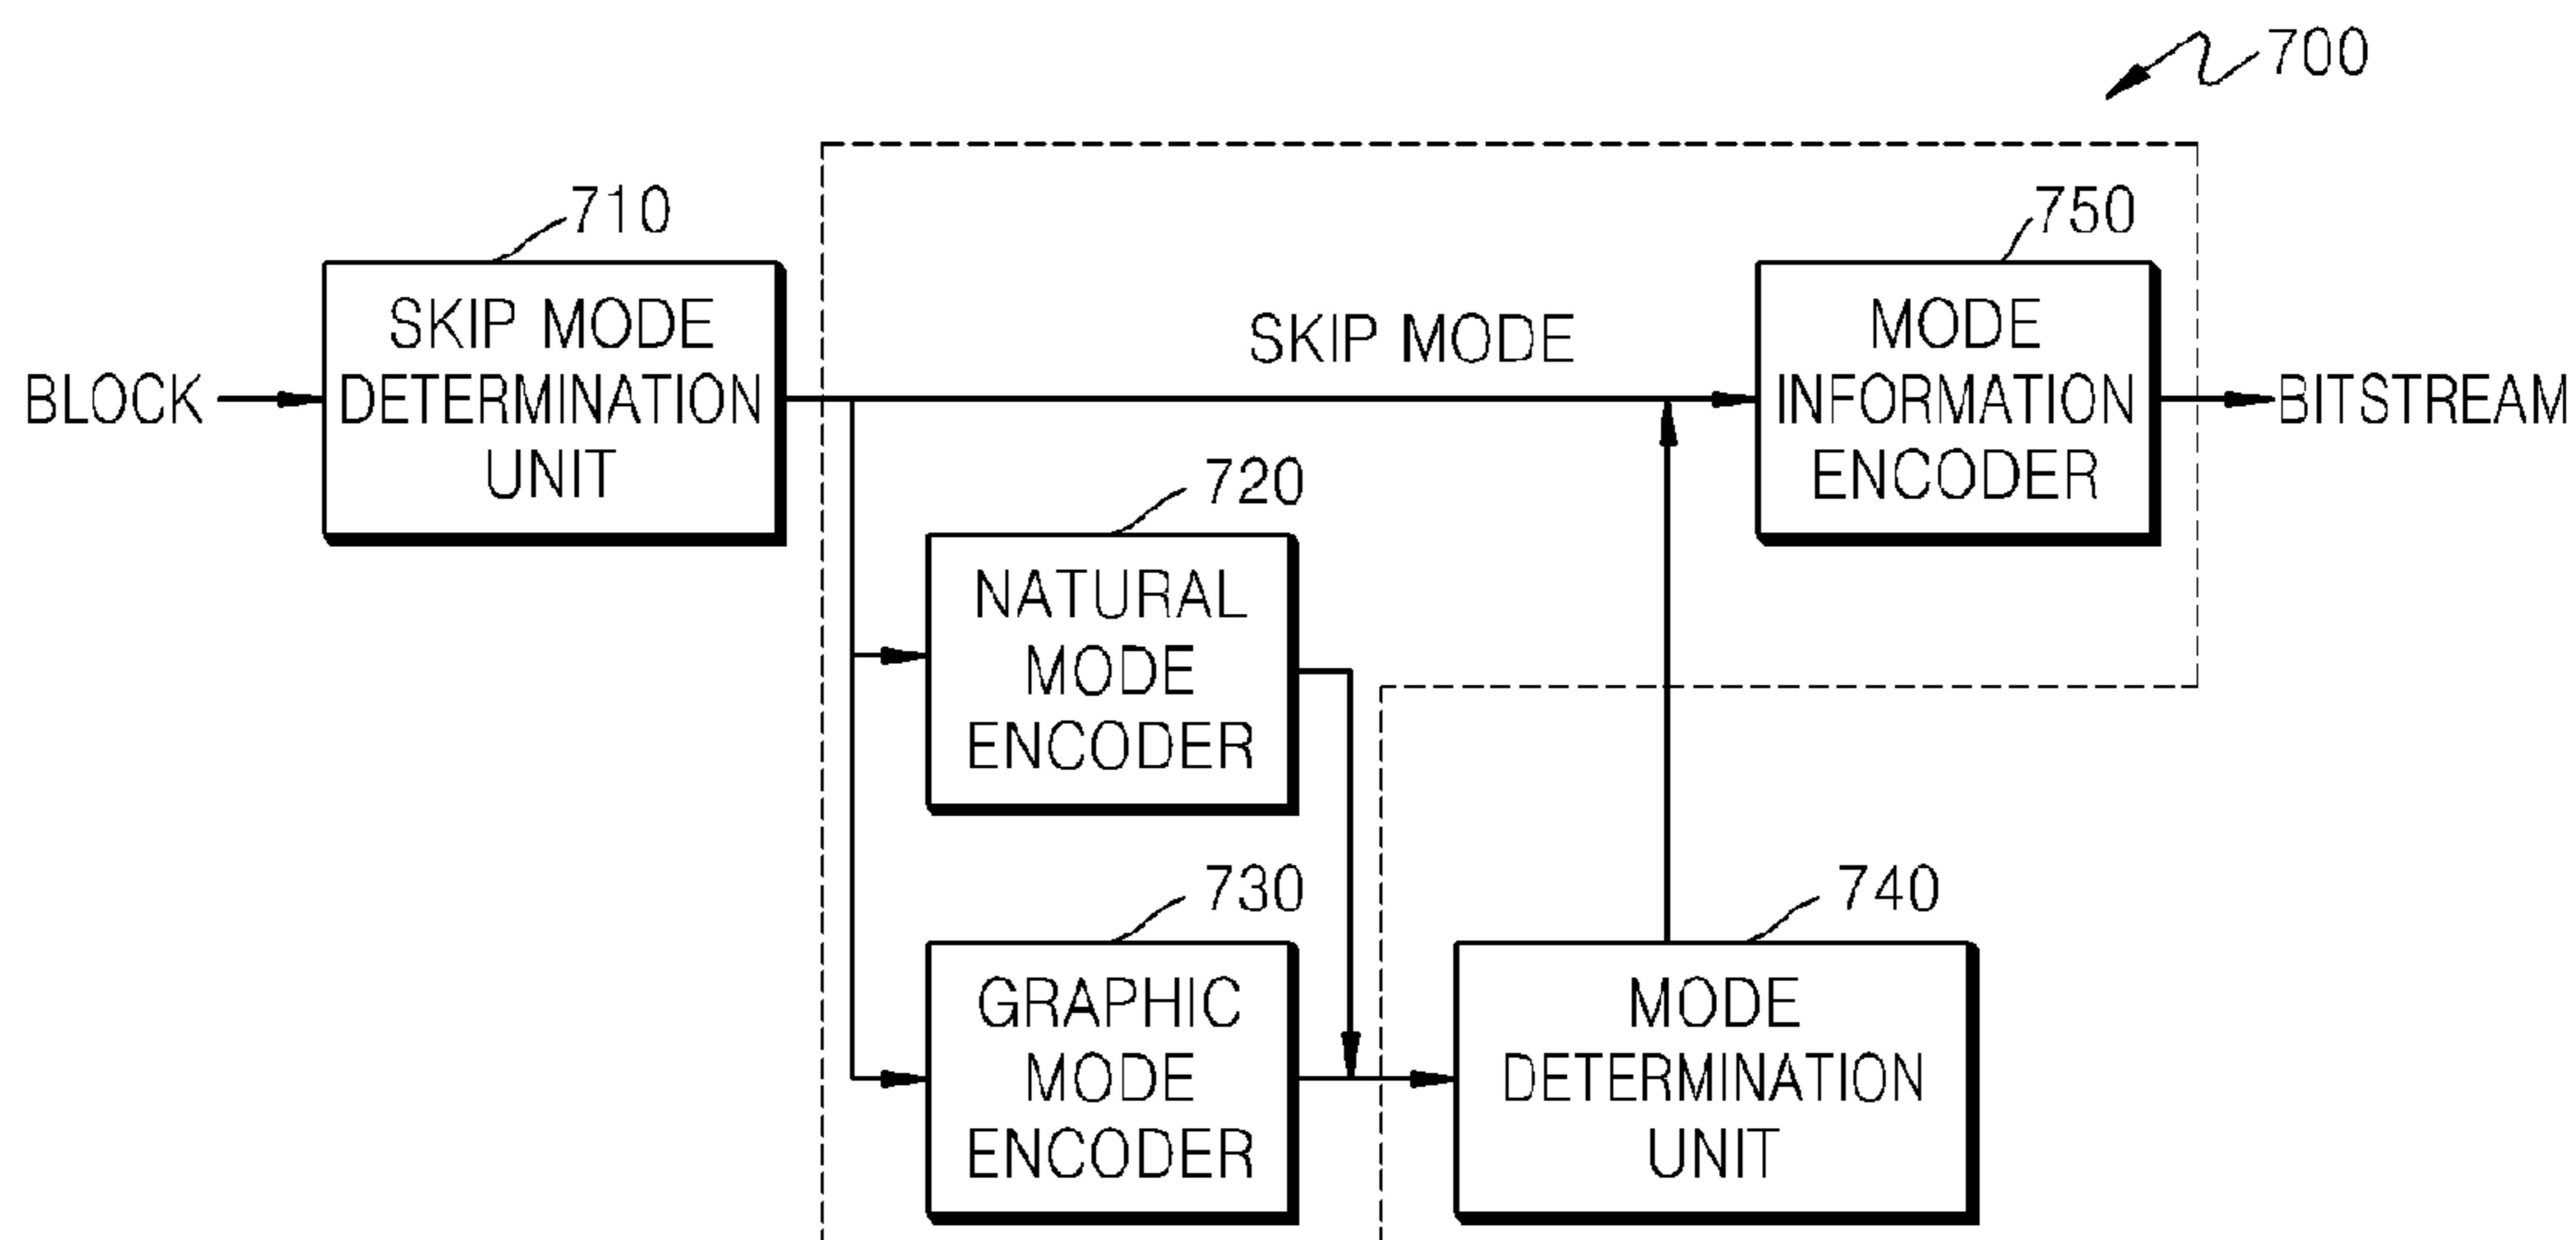 700
710
750
SKIP MODE
DETERMINATION
UNIT
SKIP MODE
MODE
INFORMATION
ENCODER
BLOCK
BITSTREAM
720
NATURAL
MODE
ENCODER
730
740
GRAPHIC
MODE
ENCODER
MODE
DETERMINATION
UNIT